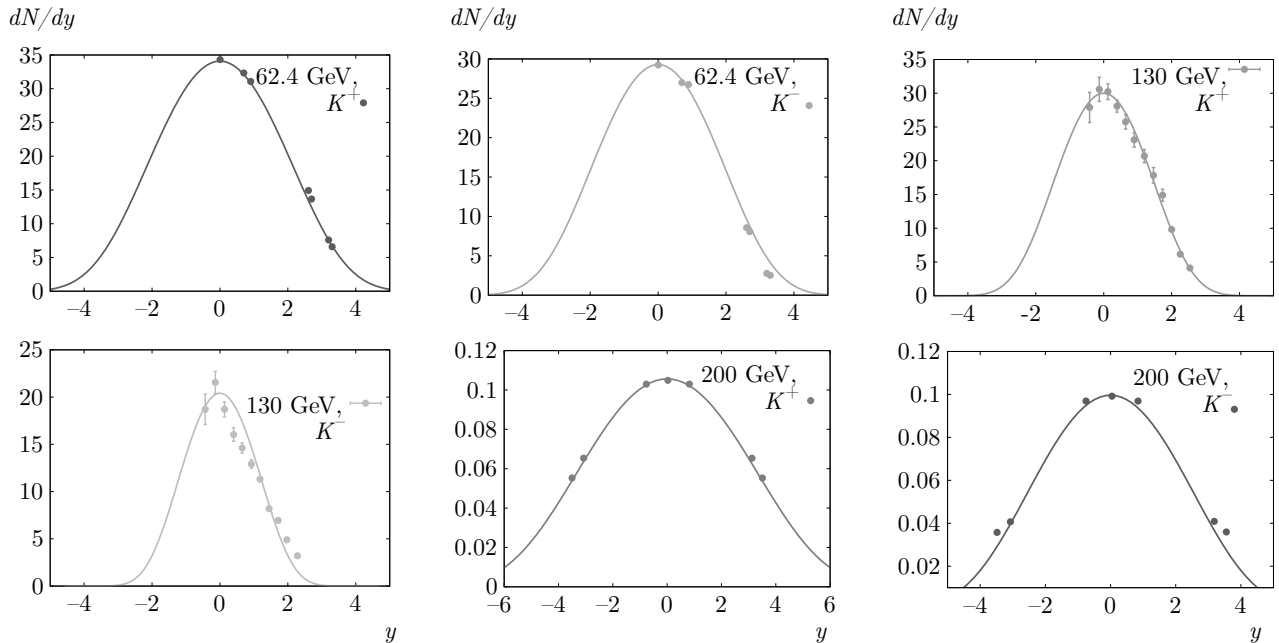 dN/dy dN/dy dN/dy
35
30
25
20
15
10
5
0
–4 –2 0 2 4
62.4 GeV,
K+
30
25
20
15
10
5
0
–4 –2 0 2 4
62.4 GeV,
K–
35
30
25
20
15
10
5
0
–4 -2 0 2 4
130 GeV,
K+
25
20
15
10
5
0
–4 –2 0 2 4
130 GeV,
K–
y
0.12
0.1
0.08
0.06
0.04
0.02
0
–6 –4 –2 0 2 4 6
200 GeV,
K+
y
0.12
0.1
0.08
0.06
0.04
0.02
–4 –2 0 2 4
200 GeV,
K–
y